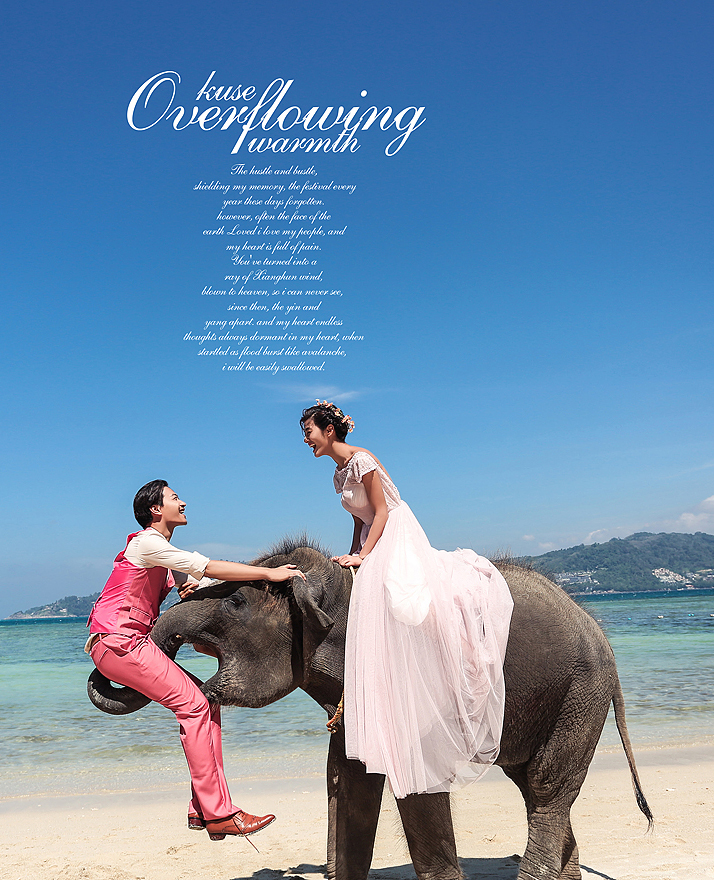 kuse
Overflowing
warmth
The hustle and bustle,
shielding my memory, the festival every
year these days forgotten.
however, often the face of the
earth Loved i love my people, and
my heart is full of pain.
You've turned into a
ray of Xianghun wind,
blown to heaven, so i can never see,
since then, the yin and
yang apart. and my heart endless
thoughts always dormant in my heart, when
startled as flood burst like avalanche,
i will be easily swallowed.